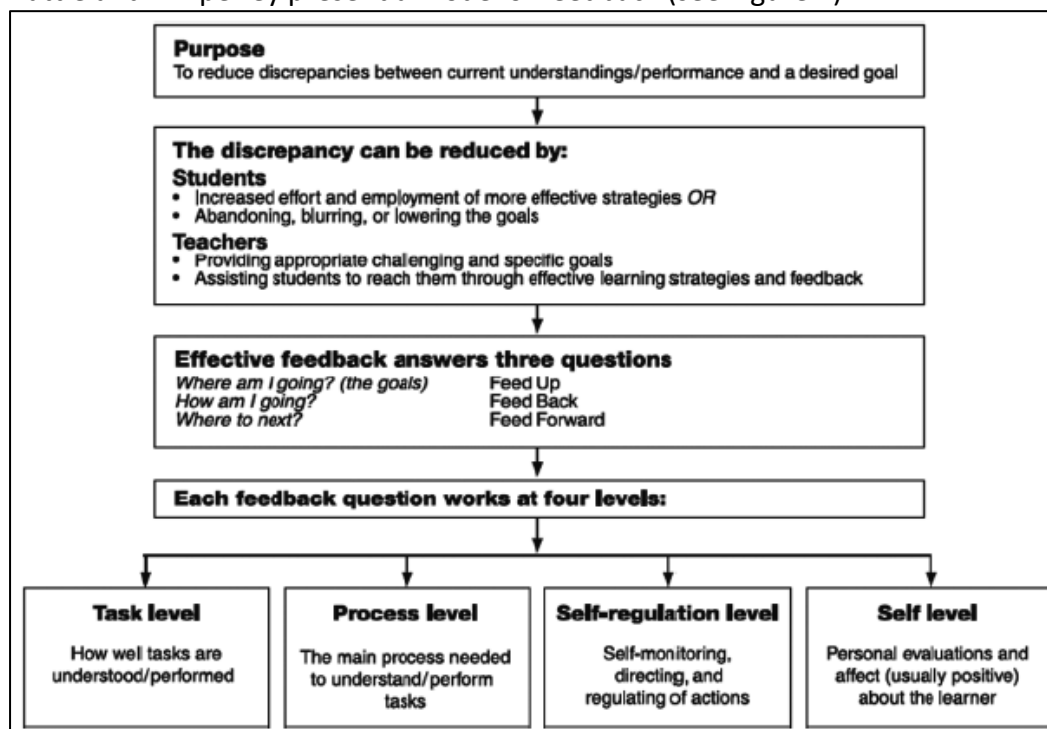 Purpose
To reduce discrepancies between current understandings/performance and a desired goal
The discrepancy can be reduced by:
Students
• Increased effort and employment of more effective strategies OR
• Abandoning, blurring, or lowering the goals
Teachers
• Providing appropriate challenging and specific goals
• Assisting students to reach them through effective learning strategies and feedback
Effective feedback answers three questions
Where am I going? (the goals) Feed Up
How am I going? Feed Back
Where to next? Feed Forward
Each feedback question works at four levels:
Task level
How well tasks are
understood/performed
Process level
The main process needed
to understand/perform
tasks
Self-regulation level
Self-monitoring,
directing, and
regulating of actions
Self level
Personal evaluations and
affect (usually positive)
about the learner